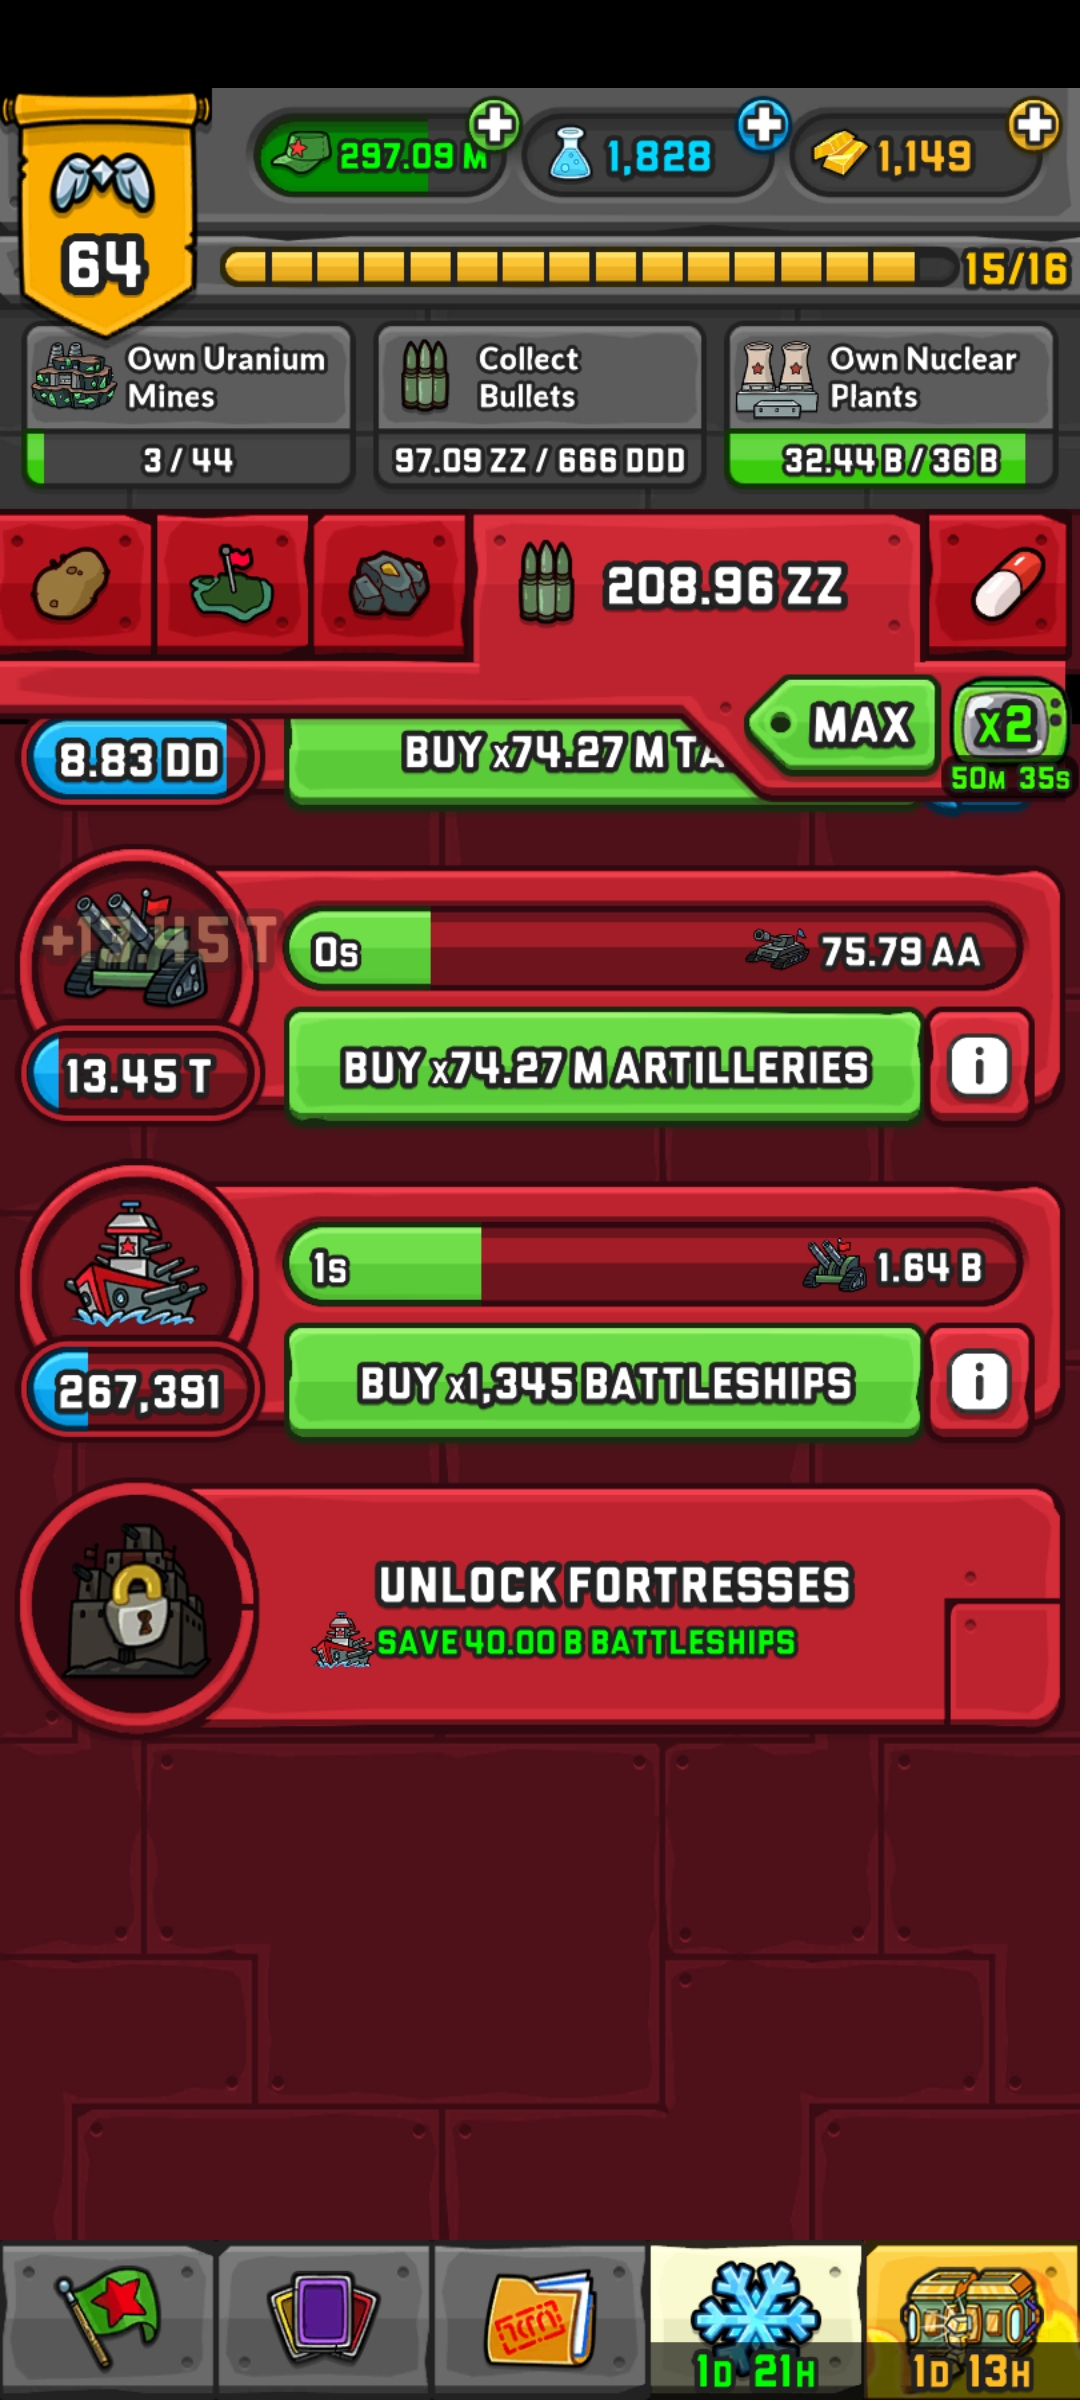 297.09 M
1,828
1,149
64
15/16
Own Uranium
Mines
3 / 44
Collect
Bullets
97.09 ZZ / 666 DDD
Own Nuclear
Plants
32.44 B / 36 B
208.96 ZZ
MAX
x2
50M 35S
8.83 DD
BUY x74.27 M TA
+13.45 T
0s
75.79 AA
13.45 T
BUY x74.27 M ARTILLERIES
i
1s
1.64 B
267,391
BUY x1,345 BATTLESHIPS
i
UNLOCK FORTRESSES
SAVE 40.00 B BATTLESHIPS
1D 21H
1D 13H